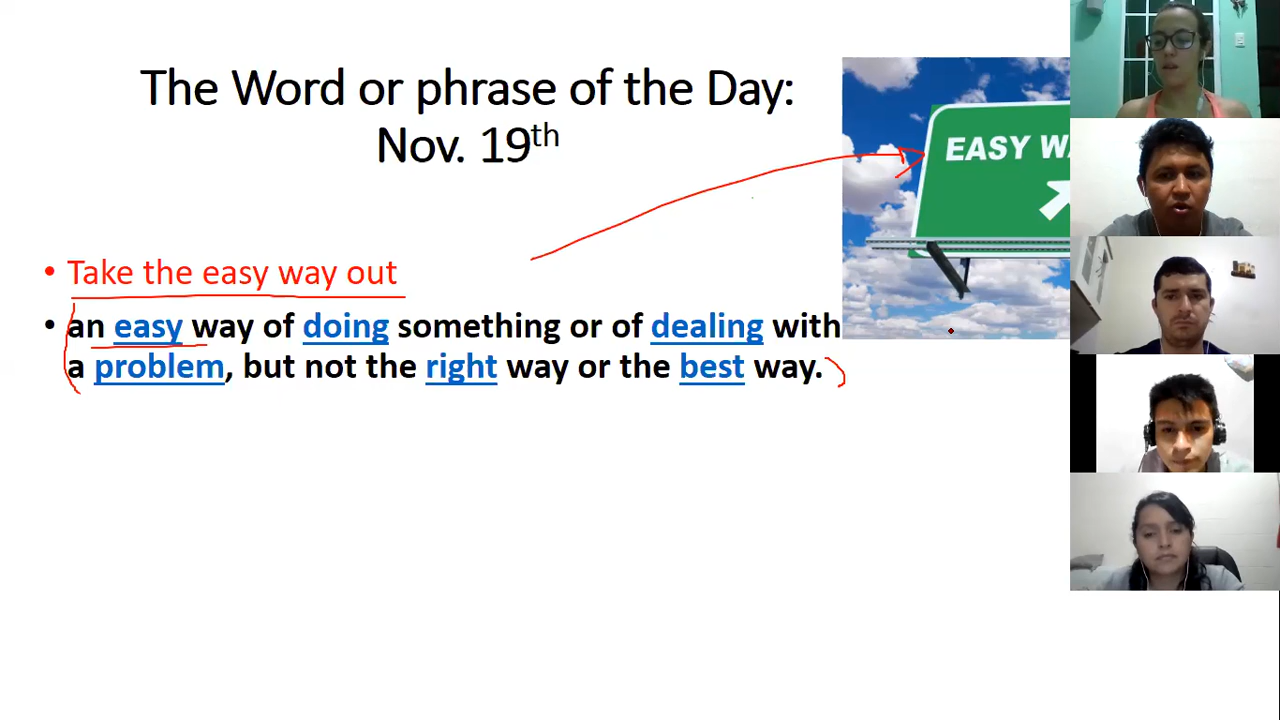 The Word or phrase of the Day:
Nov. 19th
EASY
• Take the easy way out
• an easy way of doing something or of dealing with
a problem, but not the right way or the best way.